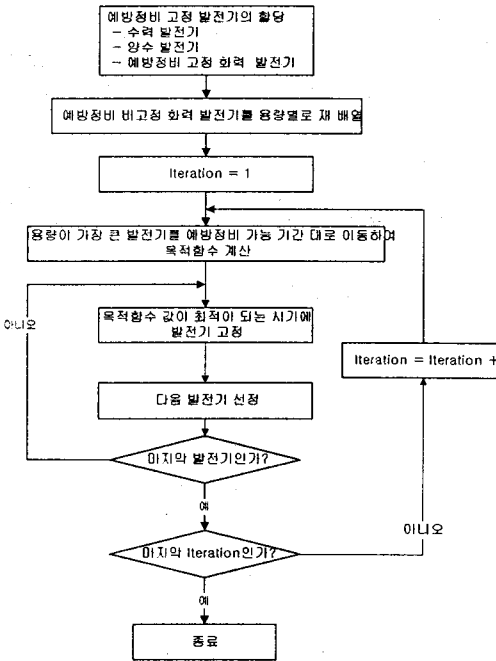 예방정비 고정 발전기의 할당
- 수력 발전기
- 양수 발전기
- 예방정비 고정 화력 발전기
예방정비 비고정 화력 발전기를 용량별로 재 배열
Iteration = 1
용량이 가장 큰 발전기를 예방정비 가능 기간 대로 이동하여
목적함수 계산
목적함수 값이 최적이 되는 시기에
발전기 고정
아니오
Iteration = Iteration +
다음 발전기 선정
마지막 발전기인가?
예
아니오
마지막 Iteration인가?
예
종료